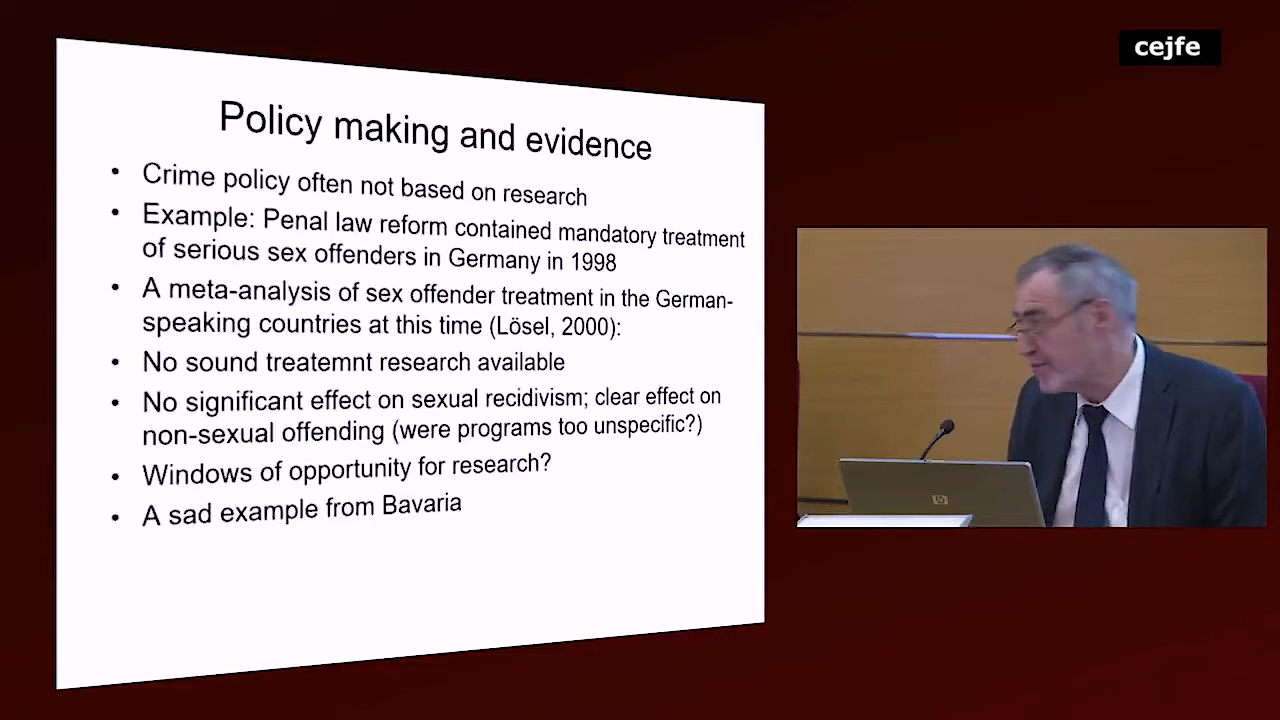 cejfe
Policy making and evidence
• Crime policy often not based on research
• Example: Penal law reform contained mandatory treatment
of serious sex offenders in Germany in 1998
• A meta-analysis of sex offender treatment in the German-
speaking countries at this time (Lösel, 2000):
• No sound treatemnt research available
• No significant effect on sexual recidivism; clear effect on
non-sexual offending (were programs too unspecific?)
• Windows of opportunity for research?
• A sad example from Bavaria
hp